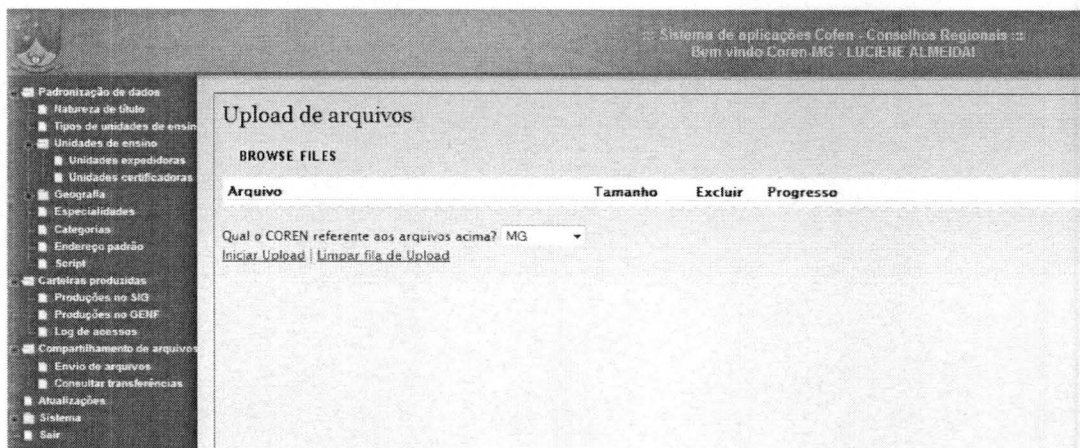 ::: Sistema de aplicações Cofen - Conselhos Regionais :::
Bem vindo Coren-MG - LUCIENE ALMEIDA!
Padronização de dados
Natureza de título
Tipos de unidades de ensin
Unidades de ensino
Unidades expedidoras
Unidades certificadoras
Geografia
Especialidades
Categorias
Endereço padrão
Script
Carteiras produzidas
Produções no SIG
Produções no GENF
Log de acessos
Compartilhamento de arquivos
Envio de arquivos
Consultar transferências
Atualizações
Sistema
Sair
Upload de arquivos
BROWSE FILES
Arquivo Tamanho Excluir Progresso
Qual o COREN referente aos arquivos acima? MG
Iniciar Upload | Limpar fila de Upload